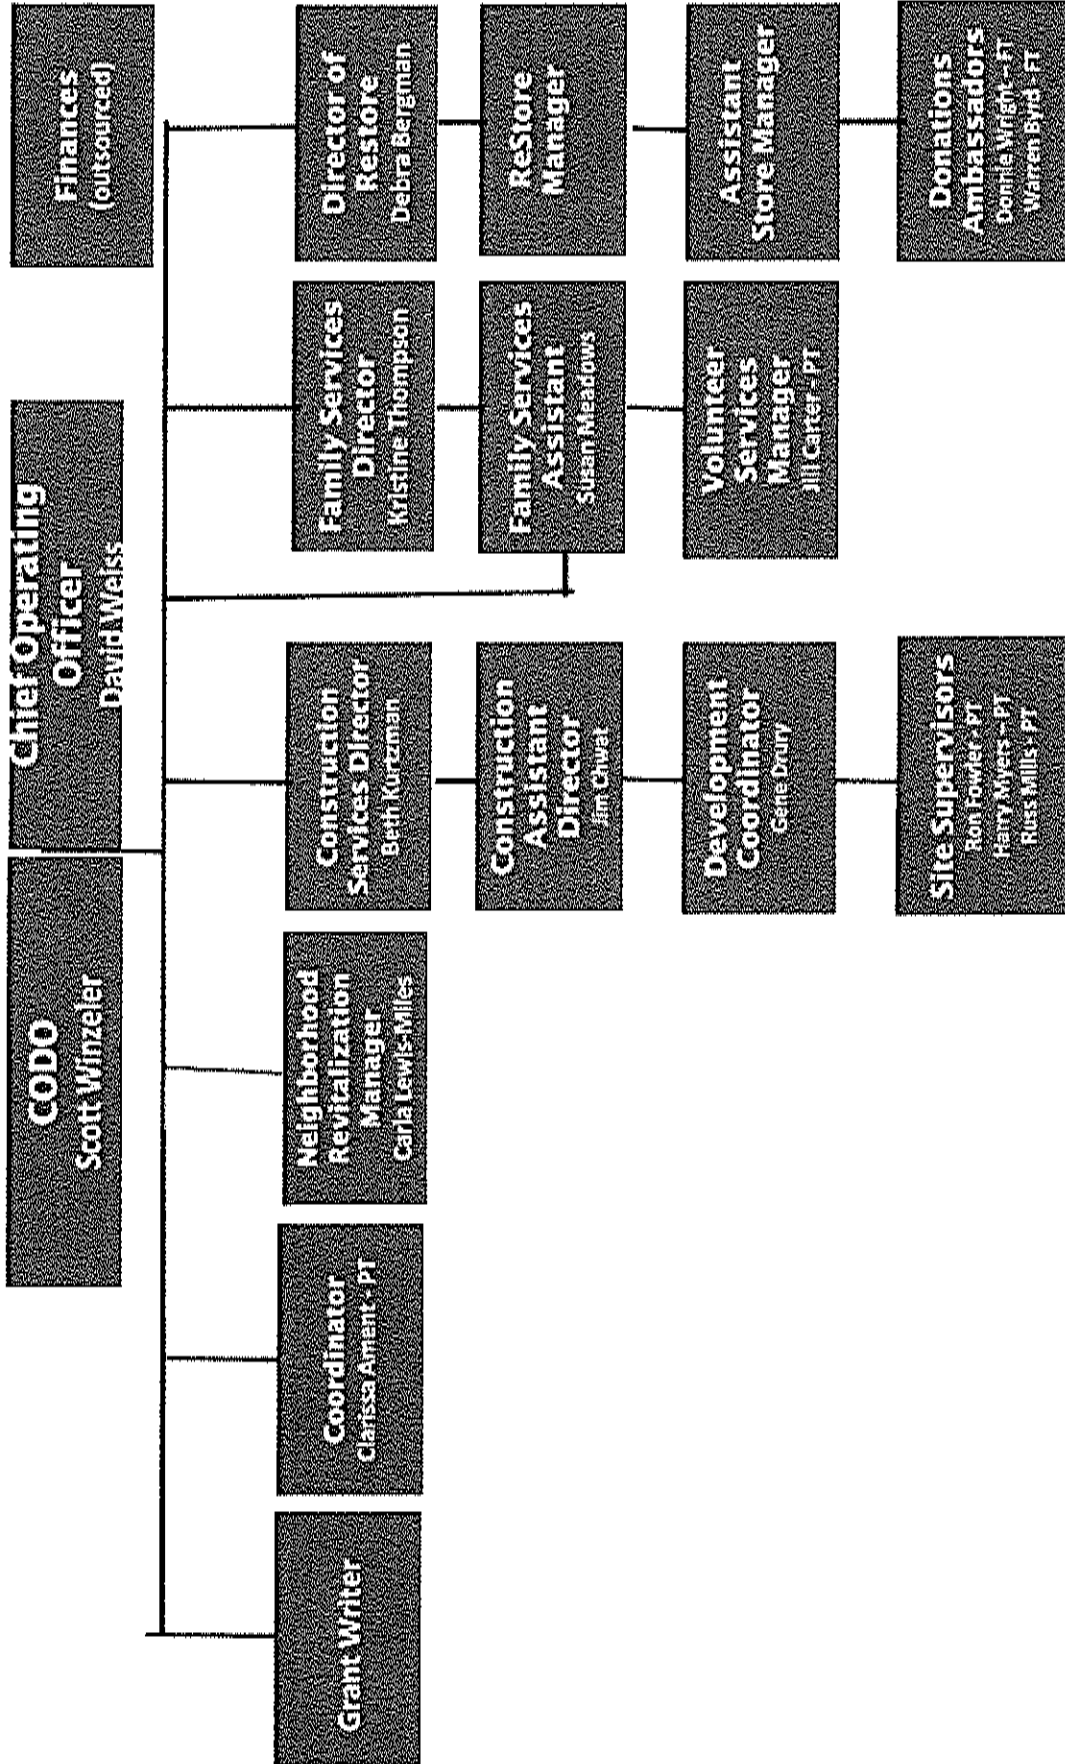 CODO
Scott Winzeler
Chief Operating
Officer
David Weiss
Finances
(outsourced)
Grant Writer
Coordinator
Clarissa Ament - PT
Neighborhood
Revitalization
Manager
Carla Lewis-Miles
Construction
Services Director
Beth Kurtzman
Family Services
Director
Kristine Thompson
Director of
Restore
Debra Bergman
Construction
Assistant
Director
Jim Chwat
Family Services
Assistant
Susan Meadows
ReStore
Manager
Development
Coordinator
Gene Drury
Volunteer
Services
Manager
Jill Carter - PT
Assistant
Store Manager
Site Supervisors
Ron Fowler - PT
Harry Myers - PT
Russ Mills - PT
Donations
Ambassadors
Donnie Wright - FT
Warren Byrd - FT